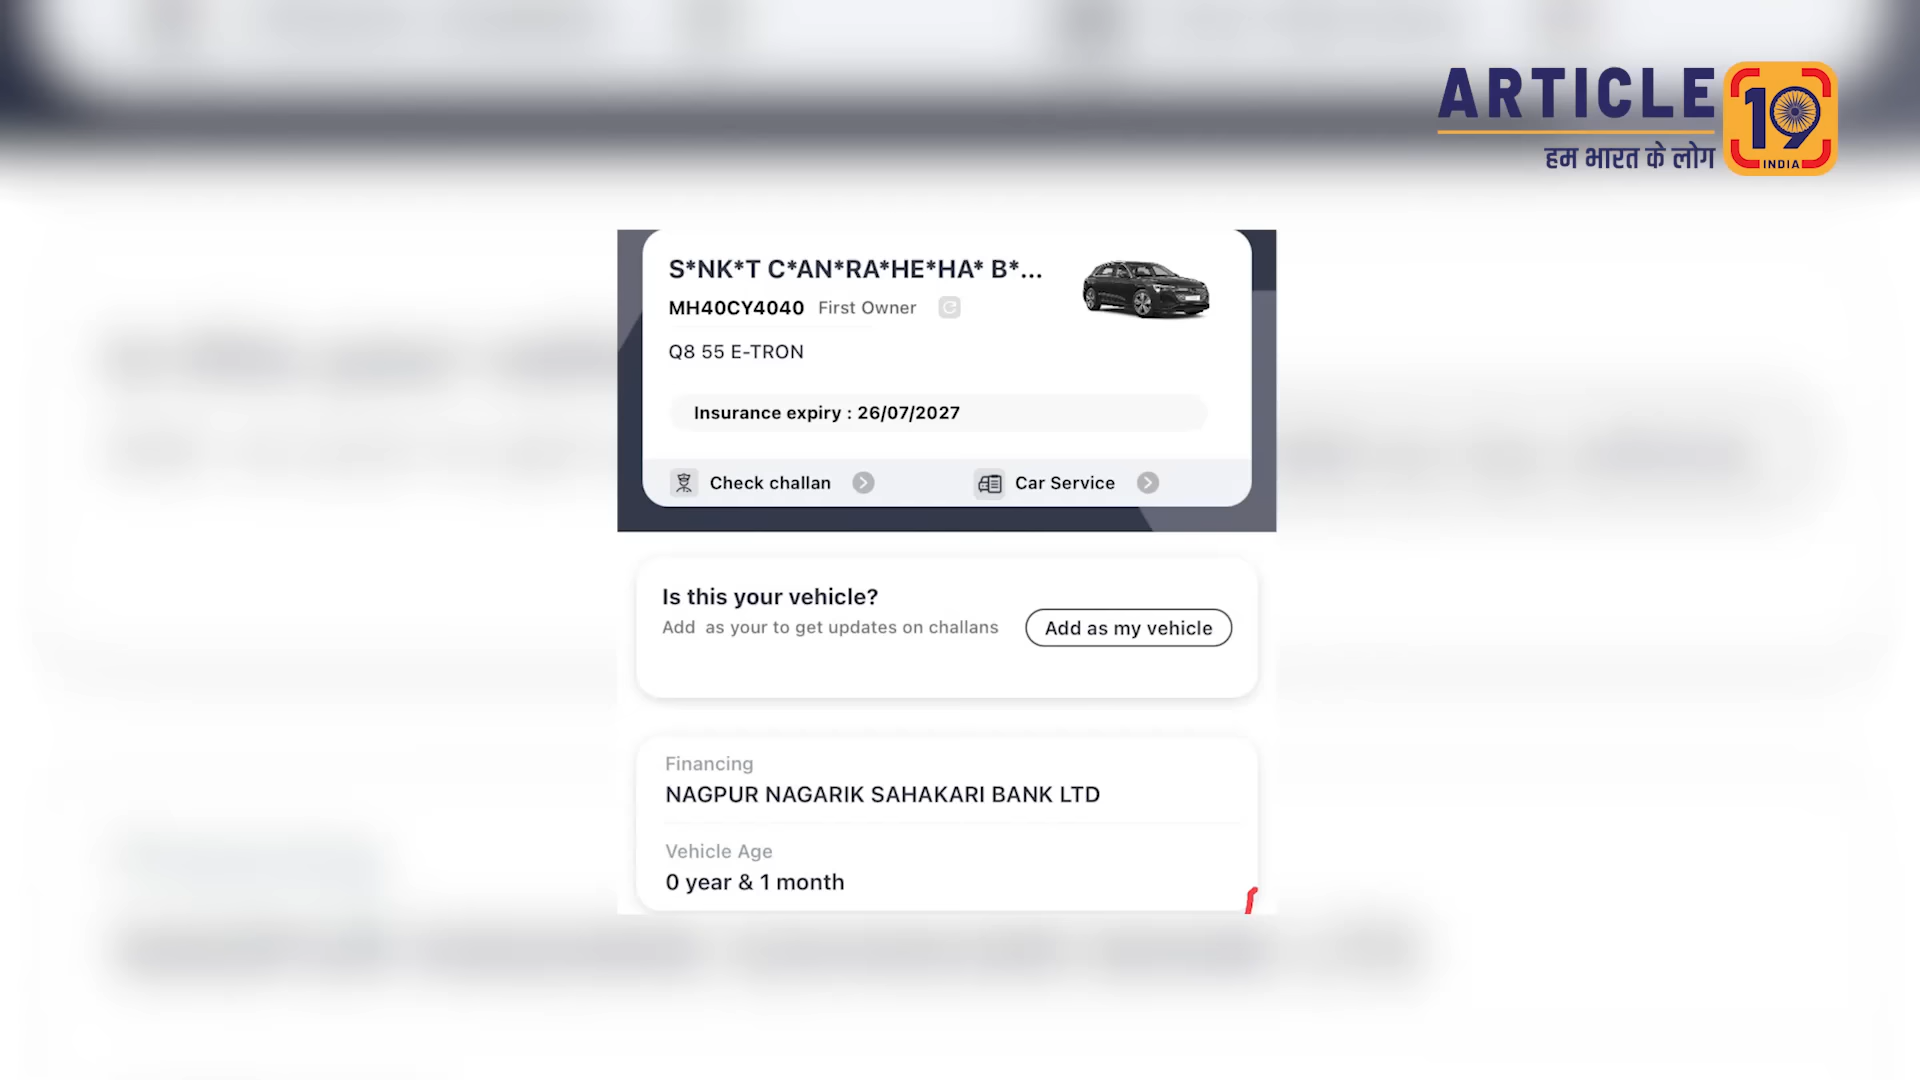 ARTICLE
19
हम भारत के लोग
INDIA
S*NK*T C*AN*RA*HE*HA* B*...
MH40CY4040 First Owner
Q8 55 E-TRON
Insurance expiry : 26/07/2027
Check challan Car Service
Is this your vehicle?
Add as your to get updates on challans
Add as my vehicle
Financing
NAGPUR NAGARIK SAHAKARI BANK LTD
Vehicle Age
0 year & 1 month